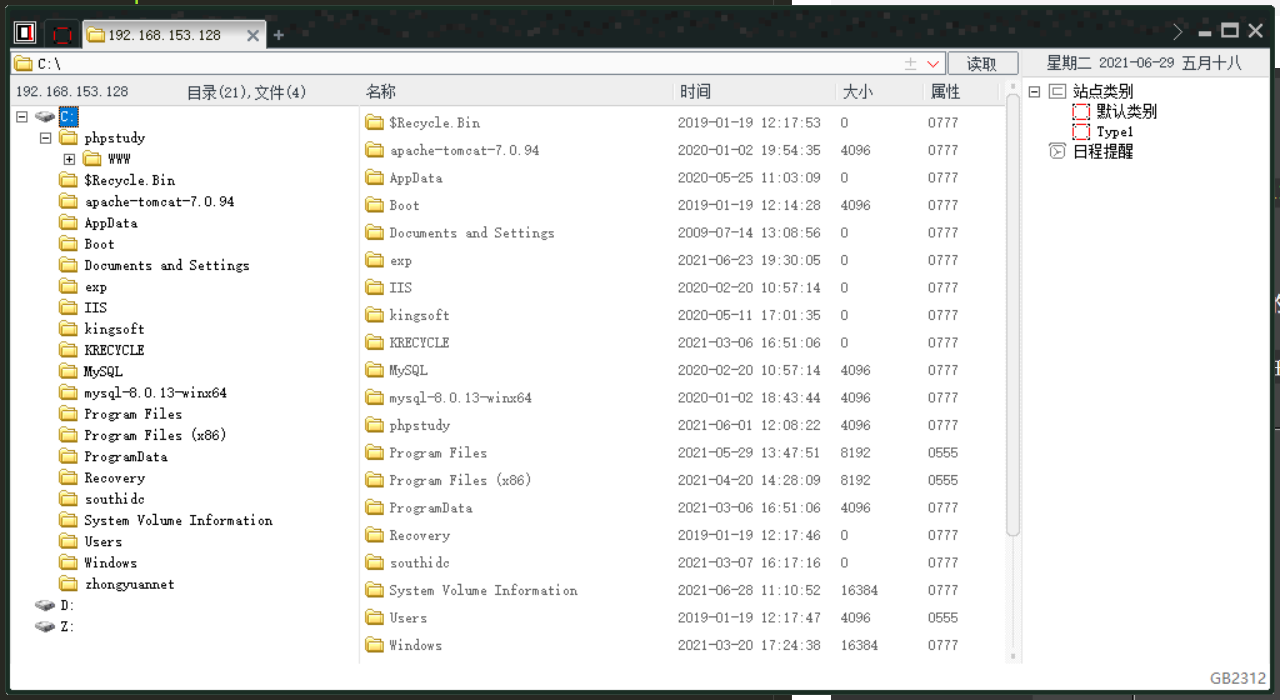 192.168.153.128
C:\
读取
星期二 2021-06-29 五月十八
192.168.153.128 目录(21),文件(4)
名称 时间 大小 属性
C:
phpstudy
WWW
$Recycle.Bin
apache-tomcat-7.0.94
AppData
Boot
Documents and Settings
exp
IIS
kingsoft
KRECYCLE
MySQL
mysql-8.0.13-winx64
Program Files
Program Files (x86)
ProgramData
Recovery
southidc
System Volume Information
Users
Windows
zhongyuannet
D:
Z:
$Recycle.Bin 2019-01-19 12:17:53 0 0777
apache-tomcat-7.0.94 2020-01-02 19:54:35 4096 0777
AppData 2020-05-25 11:03:09 0 0777
Boot 2019-01-19 12:14:28 4096 0777
Documents and Settings 2009-07-14 13:08:56 0 0777
exp 2021-06-23 19:30:05 0 0777
IIS 2020-02-20 10:57:14 0 0777
kingsoft 2020-05-11 17:01:35 0 0777
KRECYCLE 2021-03-06 16:51:06 0 0777
MySQL 2020-02-20 10:57:14 4096 0777
mysql-8.0.13-winx64 2020-01-02 18:43:44 4096 0777
phpstudy 2021-06-01 12:08:22 4096 0777
Program Files 2021-05-29 13:47:51 8192 0555
Program Files (x86) 2021-04-20 14:28:09 8192 0555
ProgramData 2021-03-06 16:51:06 4096 0777
Recovery 2019-01-19 12:17:46 0 0777
southidc 2021-03-07 16:17:16 0 0777
System Volume Information 2021-06-28 11:10:52 16384 0777
Users 2019-01-19 12:17:47 4096 0555
Windows 2021-03-20 17:24:38 16384 0777
站点类别
默认类别
Type1
日程提醒
GB2312